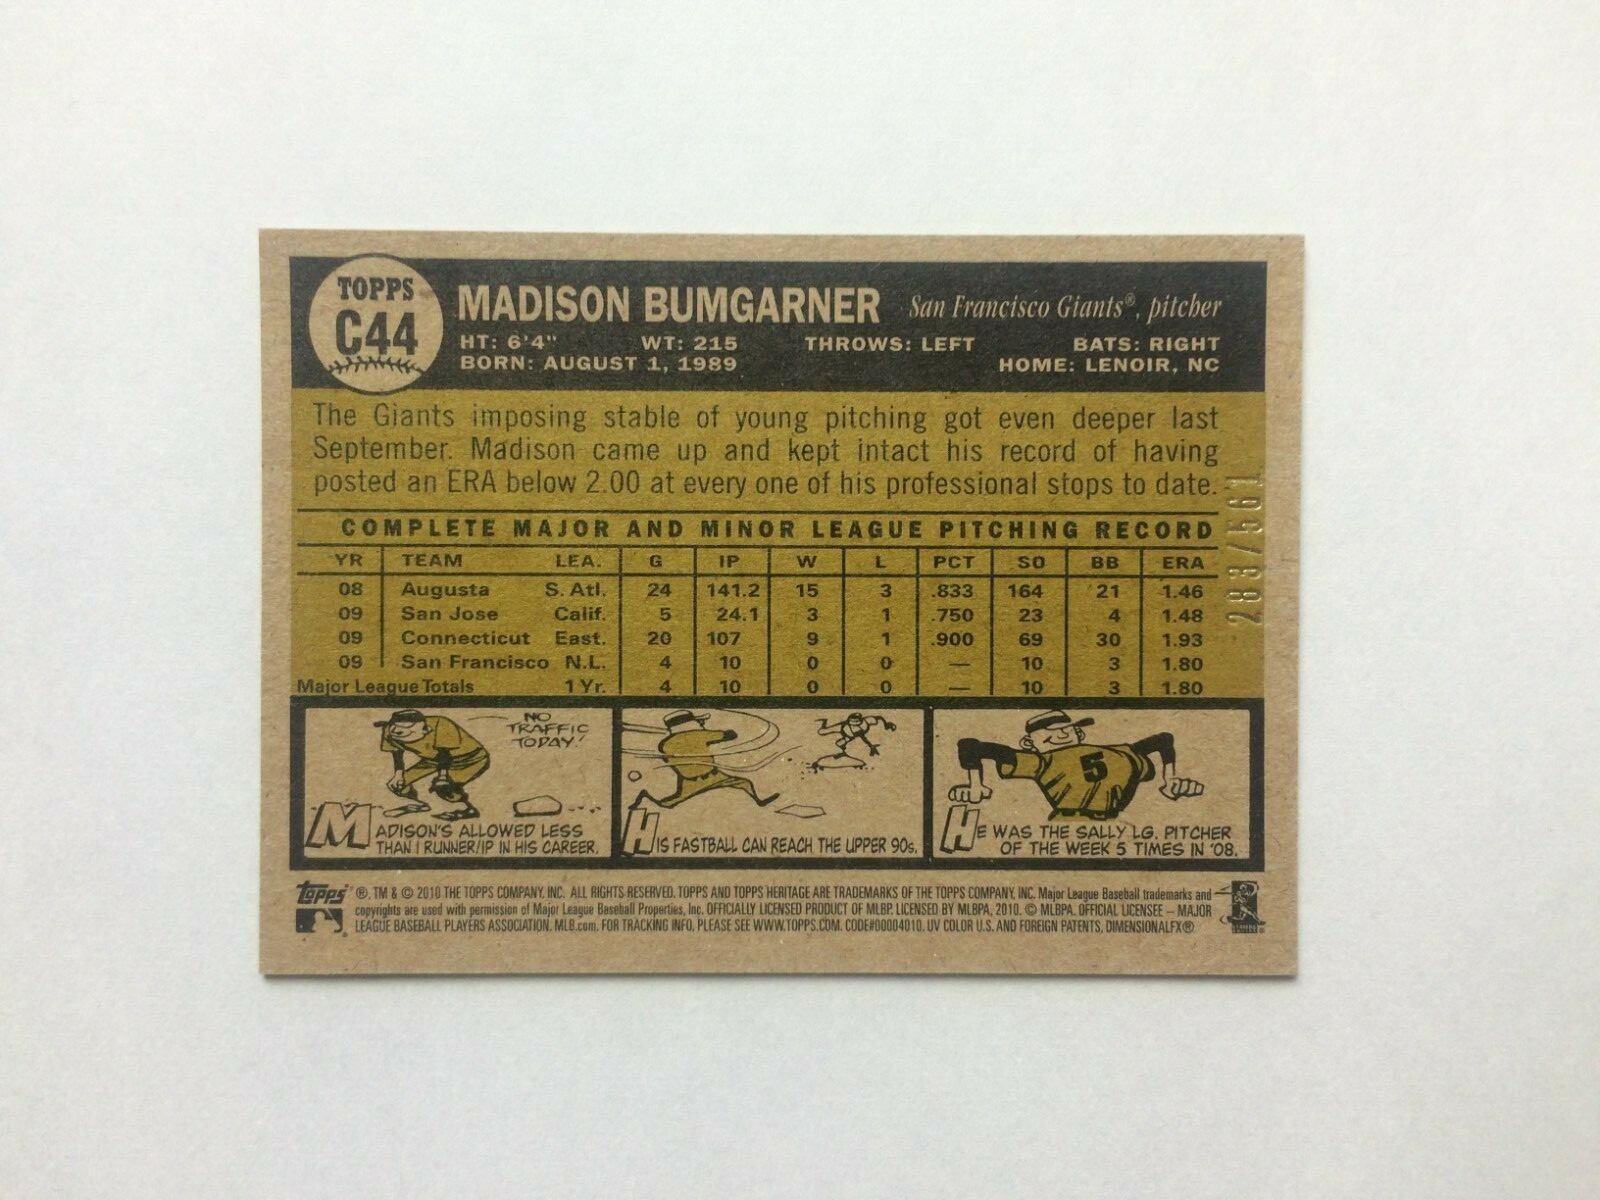 TOPPS
C44
MADISON BUMGARNER San Francisco Giants®, pitcher
HT: 6'4" WT: 215 THROWS: LEFT BATS: RIGHT
BORN: AUGUST 1, 1989 HOME: LENOIR, NC
The Giants imposing stable of young pitching got even deeper last
September. Madison came up and kept intact his record of having
posted an ERA below 2.00 at every one of his professional stops to date.
283/561
COMPLETE MAJOR AND MINOR LEAGUE PITCHING RECORD
YR TEAM LEA. G IP W L PCT SO BB ERA
08 Augusta S. Atl. 24 141.2 15 3 .833 164 21 1.46
09 San Jose Calif. 5 24.1 3 1 .750 23 4 1.48
09 Connecticut East. 20 107 9 1 .900 69 30 1.93
09 San Francisco N.L. 4 10 0 0 — 10 3 1.80
Major League Totals 1 Yr. 4 10 0 0 — 10 3 1.80
NO
TRAFFIC
TODAY!
MADISON'S ALLOWED LESS
THAN 1 RUNNER/IP IN HIS CAREER.
HIS FASTBALL CAN REACH THE UPPER 90s.
5
HE WAS THE SALLY LG. PITCHER
OF THE WEEK 5 TIMES IN '08.
Topps ®, TM & © 2010 THE TOPPS COMPANY, INC. ALL RIGHTS RESERVED. TOPPS AND TOPPS HERITAGE ARE TRADEMARKS OF THE TOPPS COMPANY, INC. Major League Baseball trademarks and
copyrights are used with permission of Major League Baseball Properties, Inc. OFFICIALLY LICENSED PRODUCT OF MLBP. LICENSED BY MLBPA, 2010. © MLBPA. OFFICIAL LICENSEE – MAJOR
LEAGUE BASEBALL PLAYERS ASSOCIATION. MLB.com. FOR TRACKING INFO, PLEASE SEE WWW.TOPPS.COM. CODE#00004010. UV COLOR U.S. AND FOREIGN PATENTS, DIMENSIONALFX®